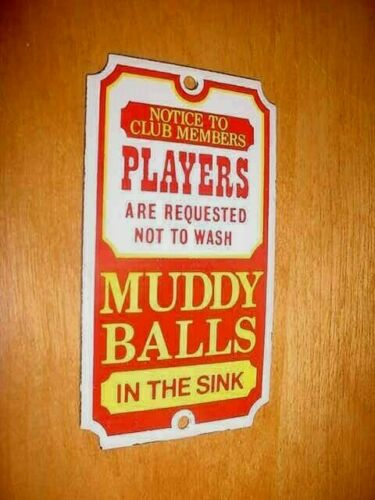 NOTICE TO
CLUB MEMBERS
PLAYERS
ARE REQUESTED
NOT TO WASH
MUDDY
BALLS
IN THE SINK